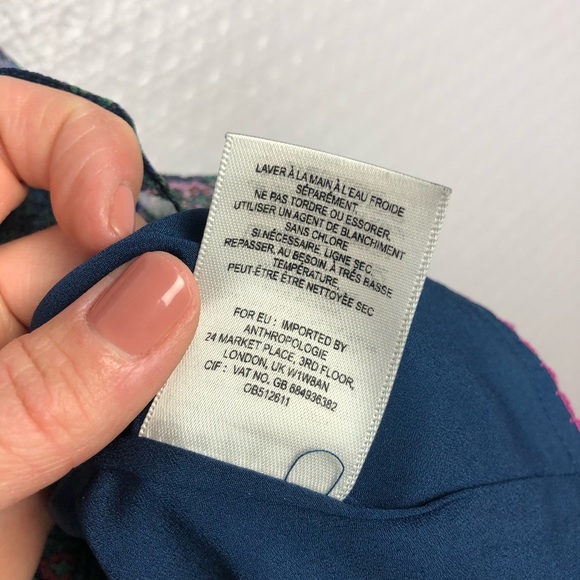 LAVER À LA MAIN À L'EAU FROIDE
SÉPARÉMENT
NE PAS TORDRE OU ESSORER,
UTILISER UN AGENT DE BLANCHIMENT
SANS CHLORE
SI NÉCESSAIRE, LIGNE SEC,
REPASSER, AU BESOIN, À TRÈS BASSE
TEMPÉRATURE,
PEUT-ÊTRE ÊTRE NETTOYÉE SEC
FOR EU : IMPORTED BY
ANTHROPOLOGIE
24 MARKET PLACE, 3RD FLOOR,
LONDON, UK W1W8AN
CIF : VAT NO. GB 684936382
OB512611